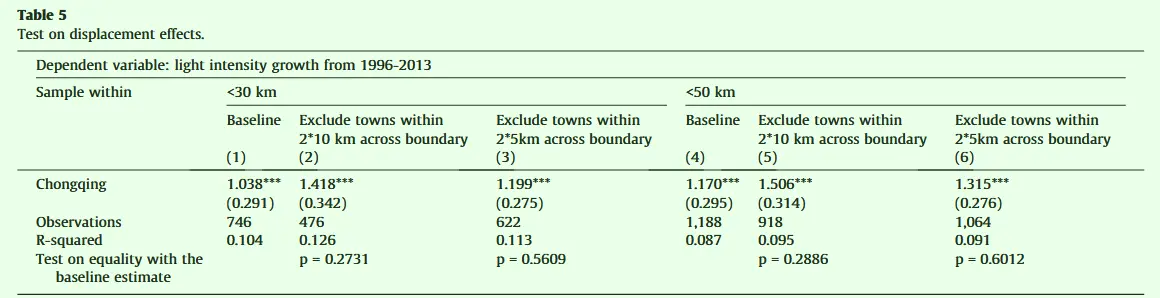 Table 5
Test on displacement effects.
Dependent variable: light intensity growth from 1996-2013
Sample within <30 km <50 km
Baseline Exclude towns within Exclude towns within Baseline Exclude towns within Exclude towns within
2*10 km across boundary 2*5km across boundary 2*10 km across boundary 2*5km across boundary
(1) (2) (3) (4) (5) (6)
Chongqing 1.038*** 1.418*** 1.199*** 1.170*** 1.506*** 1.315***
(0.291) (0.342) (0.275) (0.295) (0.314) (0.276)
Observations 746 476 622 1,188 918 1,064
R-squared 0.104 0.126 0.113 0.087 0.095 0.091
Test on equality with the p = 0.2731 p = 0.5609 p = 0.2886 p = 0.6012
baseline estimate